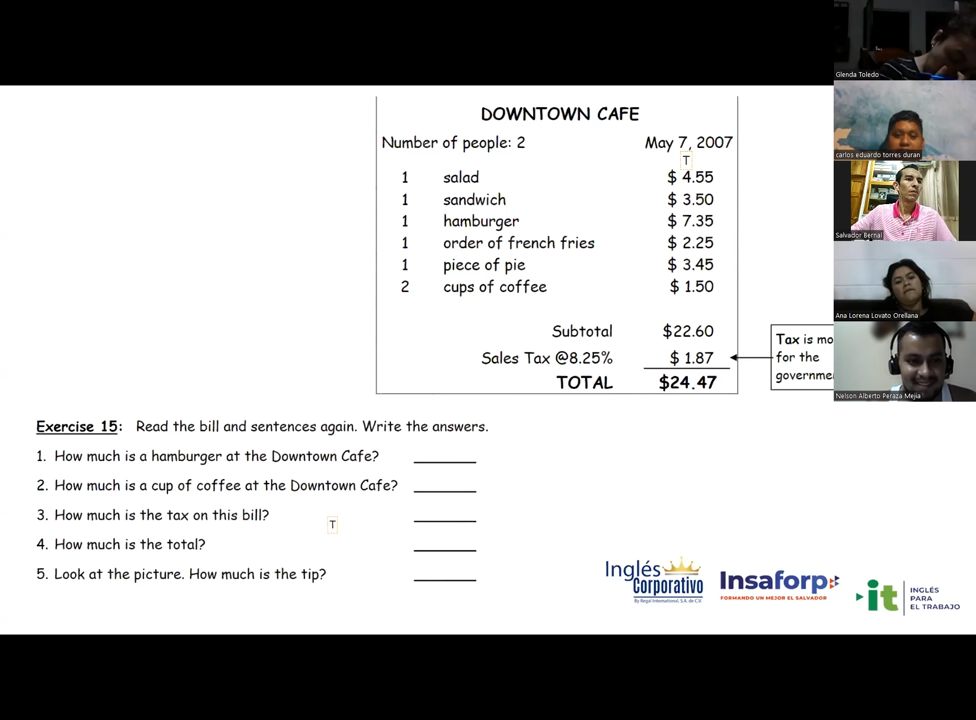 DOWNTOWN CAFE
Number of people: 2 May 7, 2007
T
1 salad $ 4.55
1 sandwich $ 3.50
1 hamburger $ 7.35
1 order of french fries $ 2.25
1 piece of pie $ 3.45
2 cups of coffee $ 1.50
Subtotal $22.60
Sales Tax @8.25% $ 1.87
TOTAL $24.47
Tax is mo
for the
governme
Exercise 15: Read the bill and sentences again. Write the answers.
1. How much is a hamburger at the Downtown Cafe?
2. How much is a cup of coffee at the Downtown Cafe?
3. How much is the tax on this bill?
T
4. How much is the total?
5. Look at the picture. How much is the tip?
Inglés
Corporativo
By Regal International, S.A. de C.V.
Insaforp
FORMANDO UN MEJOR EL SALVADOR
it
INGLÉS
PARA
EL TRABAJO
Glenda Toledo
carlos eduardo torres duran
Salvador Bernal
Ana Lorena Lovato Orellana
Nelson Alberto Peraza Mejia